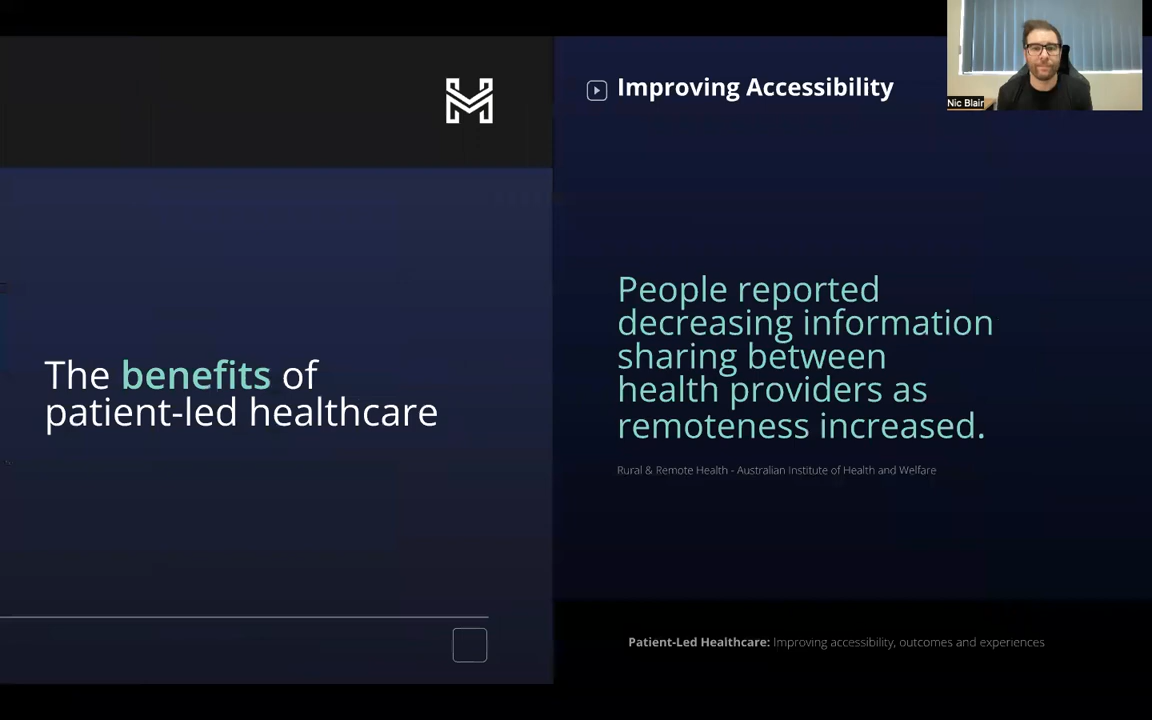 The benefits of
patient-led healthcare
Improving Accessibility
People reported
decreasing information
sharing between
health providers as
remoteness increased.
Rural & Remote Health - Australian Institute of Health and Welfare
Patient-Led Healthcare: Improving accessibility, outcomes and experiences
Nic Blair